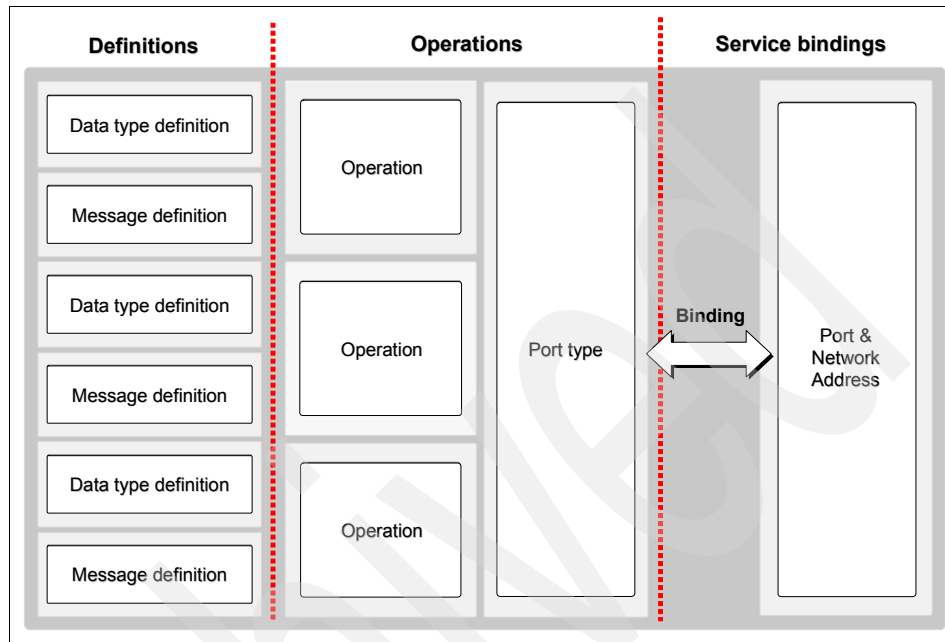 Definitions
Operations
Service bindings
Data type definition
Message definition
Data type definition
Message definition
Data type definition
Message definition
Operation
Operation
Operation
Port type
Binding
Port &
Network
Address